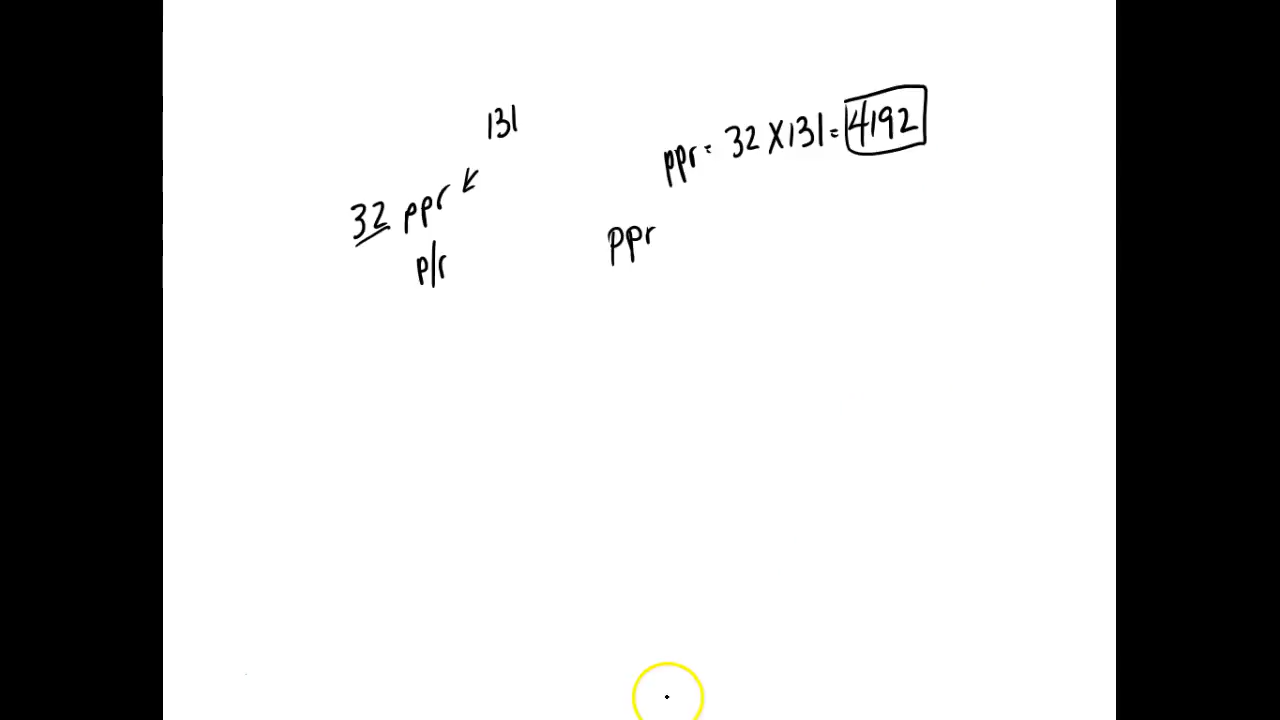 131
ppr = 32 X 131 = 4192
32 ppr
ppr
p/r